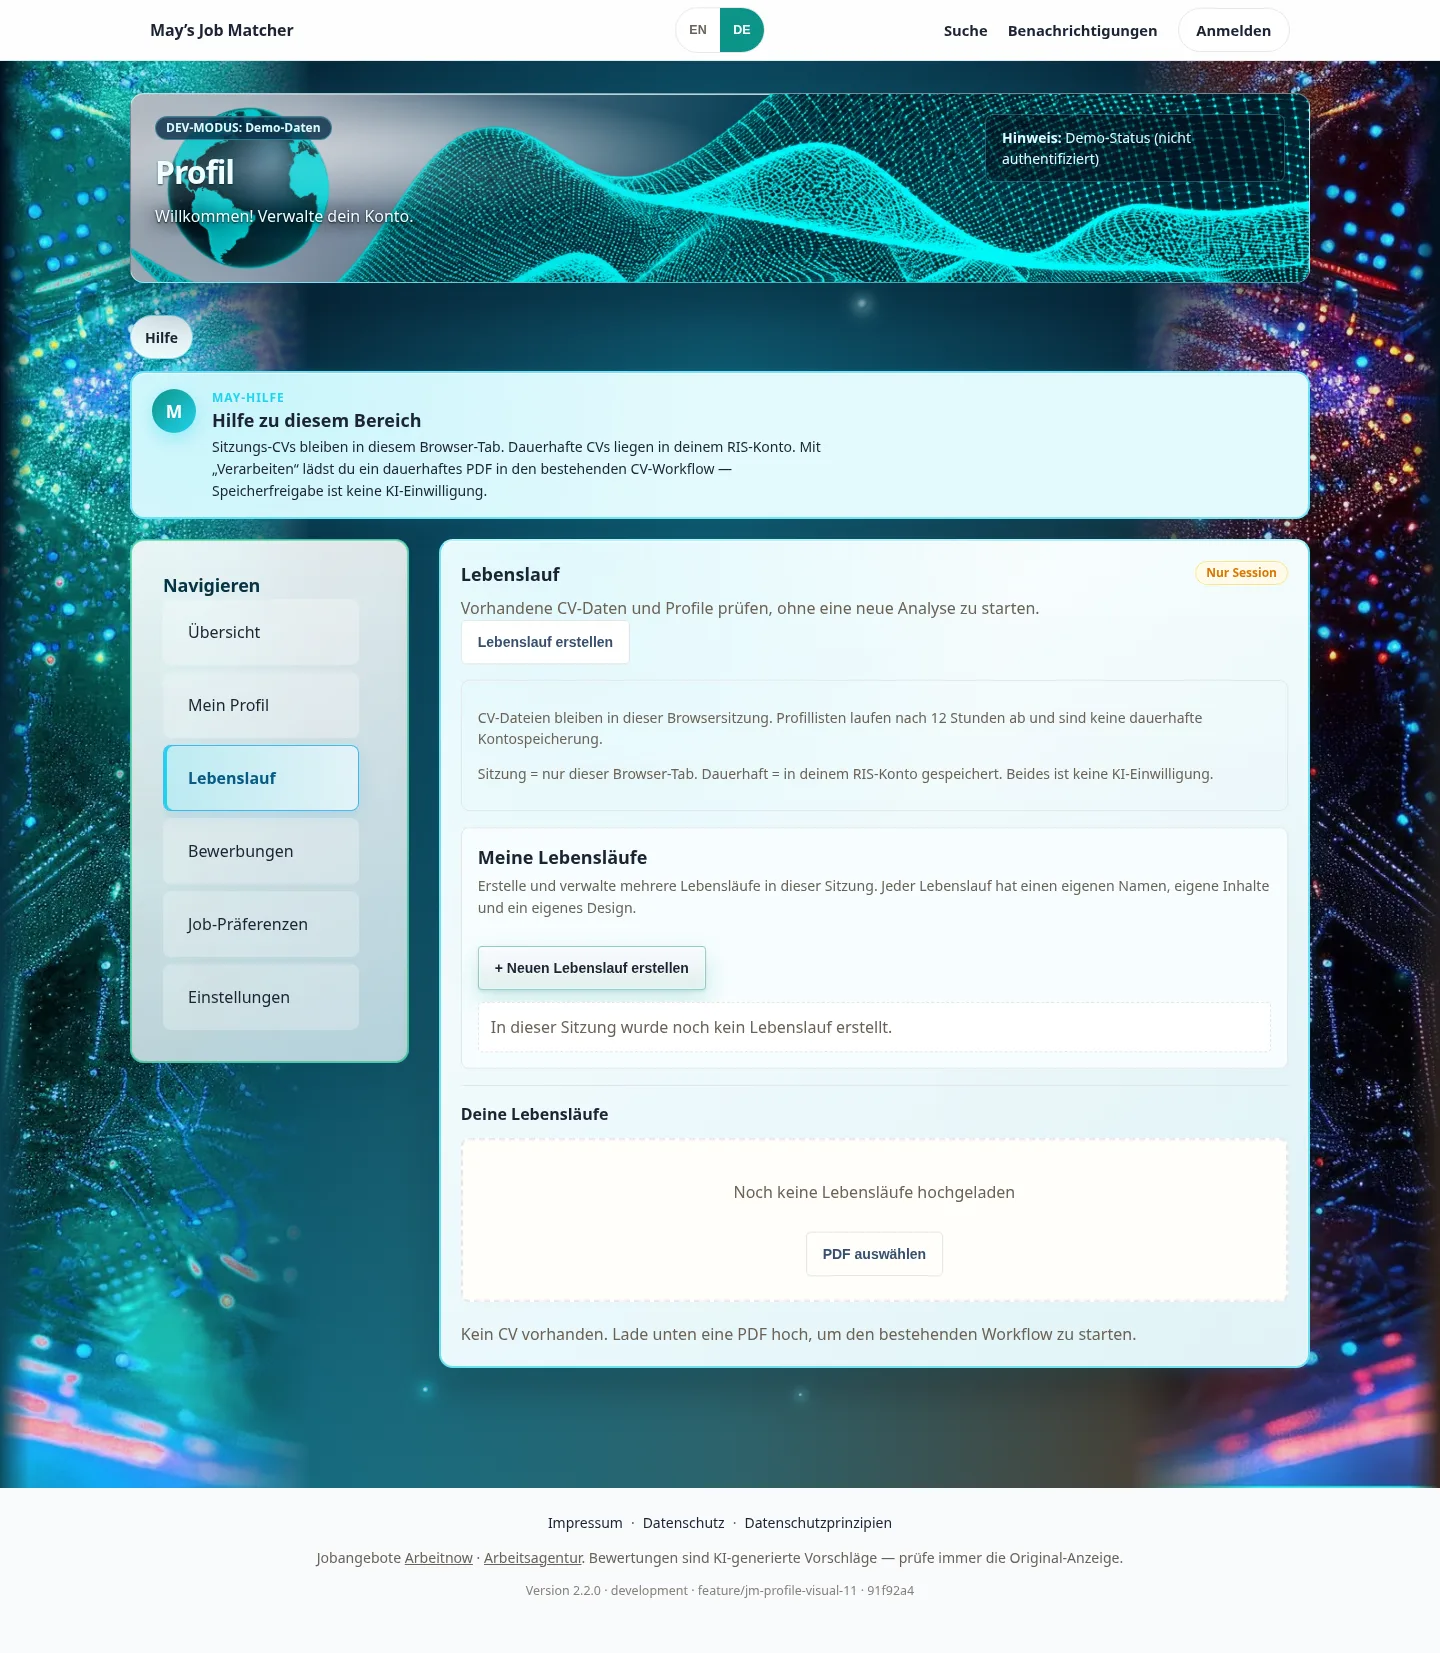 May’s Job Matcher
EN
DE
Suche
Benachrichtigungen
Anmelden
DEV-MODUS: Demo-Daten
Profil
Willkommen! Verwalte dein Konto.
Hinweis: Demo-Status (nicht
authentifiziert)
Hilfe
M
MAY-HILFE
Hilfe zu diesem Bereich
Sitzungs-CVs bleiben in diesem Browser-Tab. Dauerhafte CVs liegen in deinem RIS-Konto. Mit
„Verarbeiten“ lädst du ein dauerhaftes PDF in den bestehenden CV-Workflow —
Speicherfreigabe ist keine KI-Einwilligung.
Navigieren
Übersicht
Mein Profil
Lebenslauf
Bewerbungen
Job-Präferenzen
Einstellungen
Lebenslauf
Nur Session
Vorhandene CV-Daten und Profile prüfen, ohne eine neue Analyse zu starten.
Lebenslauf erstellen
CV-Dateien bleiben in dieser Browsersitzung. Profillisten laufen nach 12 Stunden ab und sind keine dauerhafte
Kontospeicherung.
Sitzung = nur dieser Browser-Tab. Dauerhaft = in deinem RIS-Konto gespeichert. Beides ist keine KI-Einwilligung.
Meine Lebensläufe
Erstelle und verwalte mehrere Lebensläufe in dieser Sitzung. Jeder Lebenslauf hat einen eigenen Namen, eigene Inhalte
und ein eigenes Design.
+ Neuen Lebenslauf erstellen
In dieser Sitzung wurde noch kein Lebenslauf erstellt.
Deine Lebensläufe
Noch keine Lebensläufe hochgeladen
PDF auswählen
Kein CV vorhanden. Lade unten eine PDF hoch, um den bestehenden Workflow zu starten.
Impressum · Datenschutz · Datenschutzprinzipien
Jobangebote Arbeitnow · Arbeitsagentur. Bewertungen sind KI-generierte Vorschläge — prüfe immer die Original-Anzeige.
Version 2.2.0 · development · feature/jm-profile-visual-11 · 91f92a4